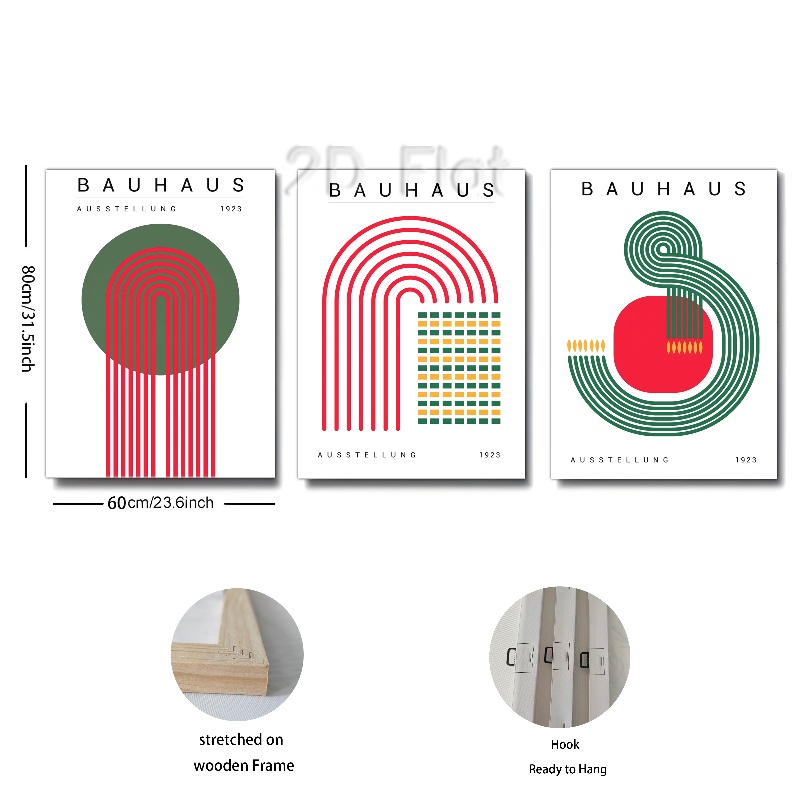 2D Flat
BAUHAUS
AUSSTELLUNG 1923
BAUHAUS
AUSSTELLUNG 1923
BAUHAUS
AUSSTELLUNG 1923
80cm/31.5inch
60cm/23.6inch
stretched on
wooden Frame
Hook
Ready to Hang